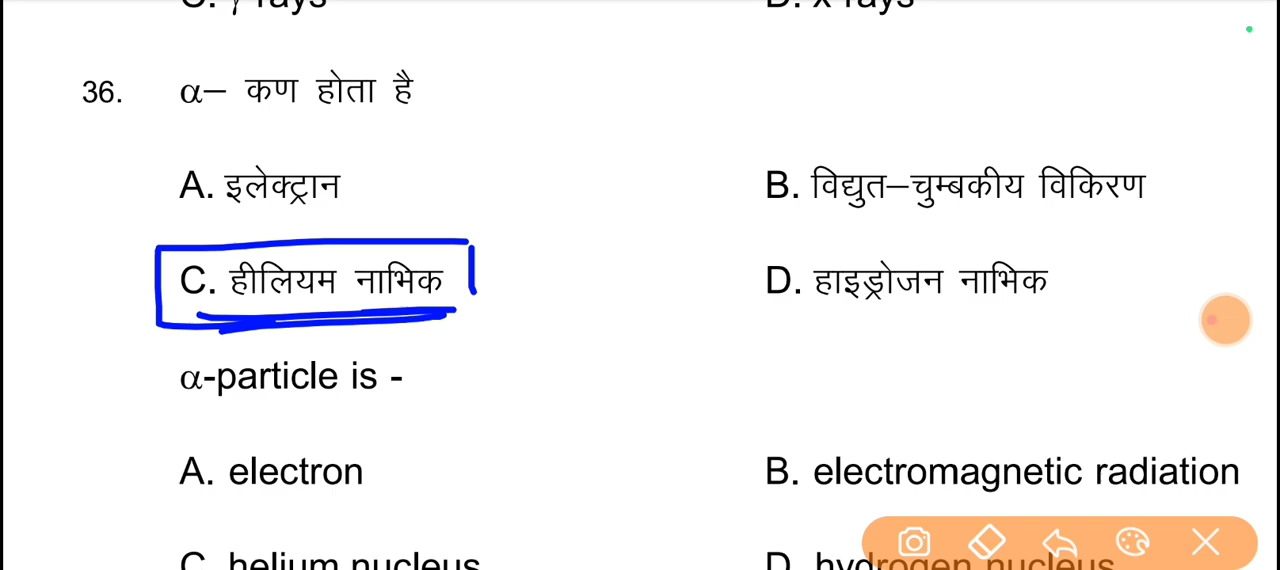 C. γ rays D. x-rays
36. α– कण होता है
A. इलेक्ट्रान B. विद्युत–चुम्बकीय विकिरण
C. हीलियम नाभिक D. हाइड्रोजन नाभिक
α-particle is -
A. electron B. electromagnetic radiation
C. helium nucleus D. hydrogen nucleus